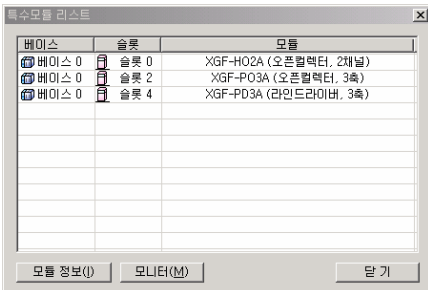 특수모듈 리스트
베이스 슬롯 모듈
베이스 0 슬롯 0 XGF-HO2A (오픈컬렉터, 2채널)
베이스 0 슬롯 2 XGF-PO3A (오픈컬렉터, 3축)
베이스 0 슬롯 4 XGF-PD3A (라인드라이버, 3축)
모듈 정보(I) 모니터(M) 닫 기